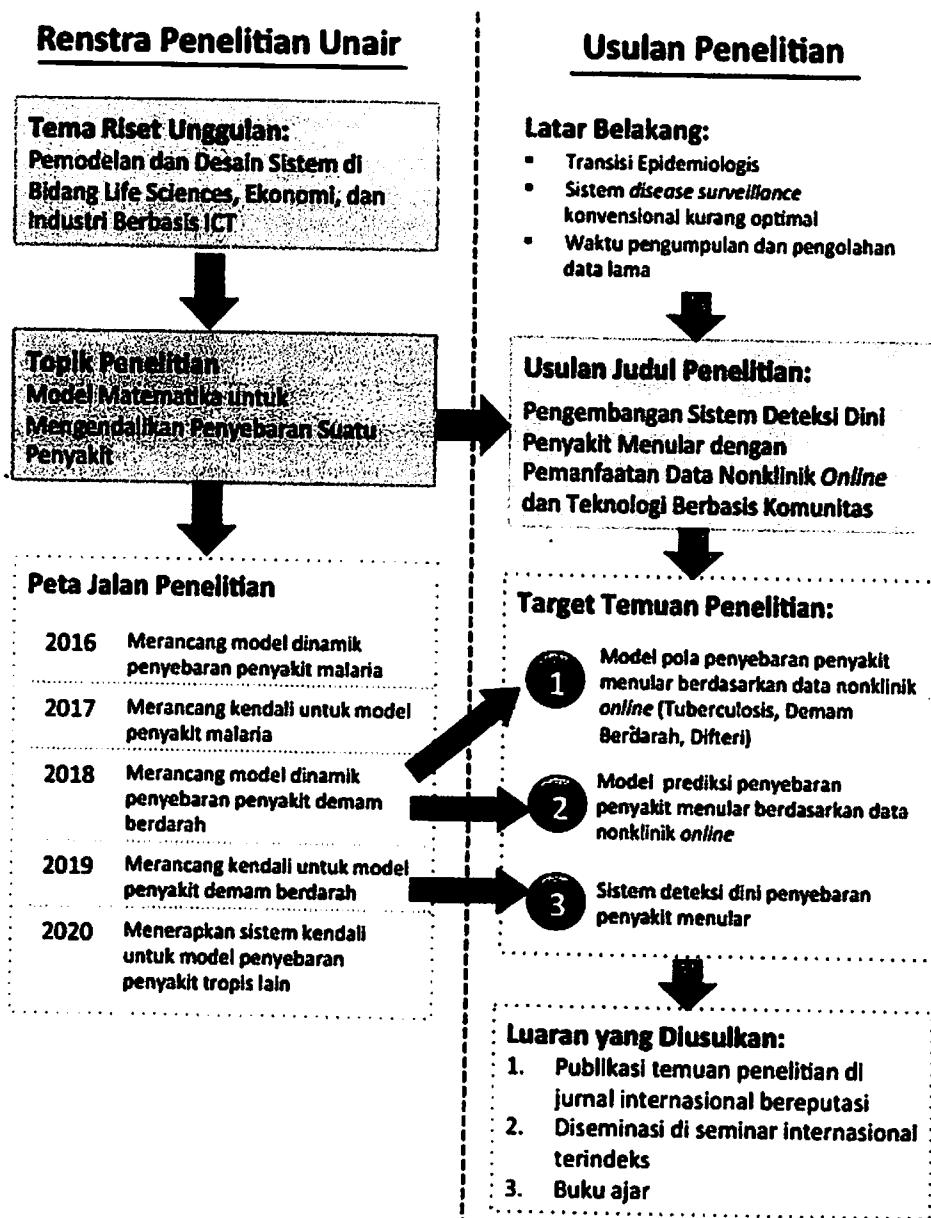 Renstra Penelitian Unair
Tema Riset Unggulan:
Pemodelan dan Desain Sistem di
Bidang Life Sciences, Ekonomi, dan
Industri Berbasis ICT
Topik Penelitian
Model Matematika untuk
Mengendalikan Penyebaran Suatu
Penyakit
Peta Jalan Penelitian
2016 Merancang model dinamik
penyebaran penyakit malaria
2017 Merancang kendali untuk model
penyakit malaria
2018 Merancang model dinamik
penyebaran penyakit demam
berdarah
2019 Merancang kendali untuk model
penyakit demam berdarah
2020 Menerapkan sistem kendali
untuk model penyebaran
penyakit tropis lain
Usulan Penelitian
Latar Belakang:
▪ Transisi Epidemiologis
▪ Sistem disease surveillance
konvensional kurang optimal
▪ Waktu pengumpulan dan pengolahan
data lama
Usulan Judul Penelitian:
Pengembangan Sistem Deteksi Dini
Penyakit Menular dengan
Pemanfaatan Data Nonklinik Online
dan Teknologi Berbasis Komunitas
Target Temuan Penelitian:
1 Model pola penyebaran penyakit
menular berdasarkan data nonklinik
online (Tuberculosis, Demam
Berdarah, Difteri)
2 Model prediksi penyebaran
penyakit menular berdasarkan data
nonklinik online
3 Sistem deteksi dini penyebaran
penyakit menular
Luaran yang Diusulkan:
1. Publikasi temuan penelitian di
jurnal internasional bereputasi
2. Diseminasi di seminar internasional
terindeks
3. Buku ajar